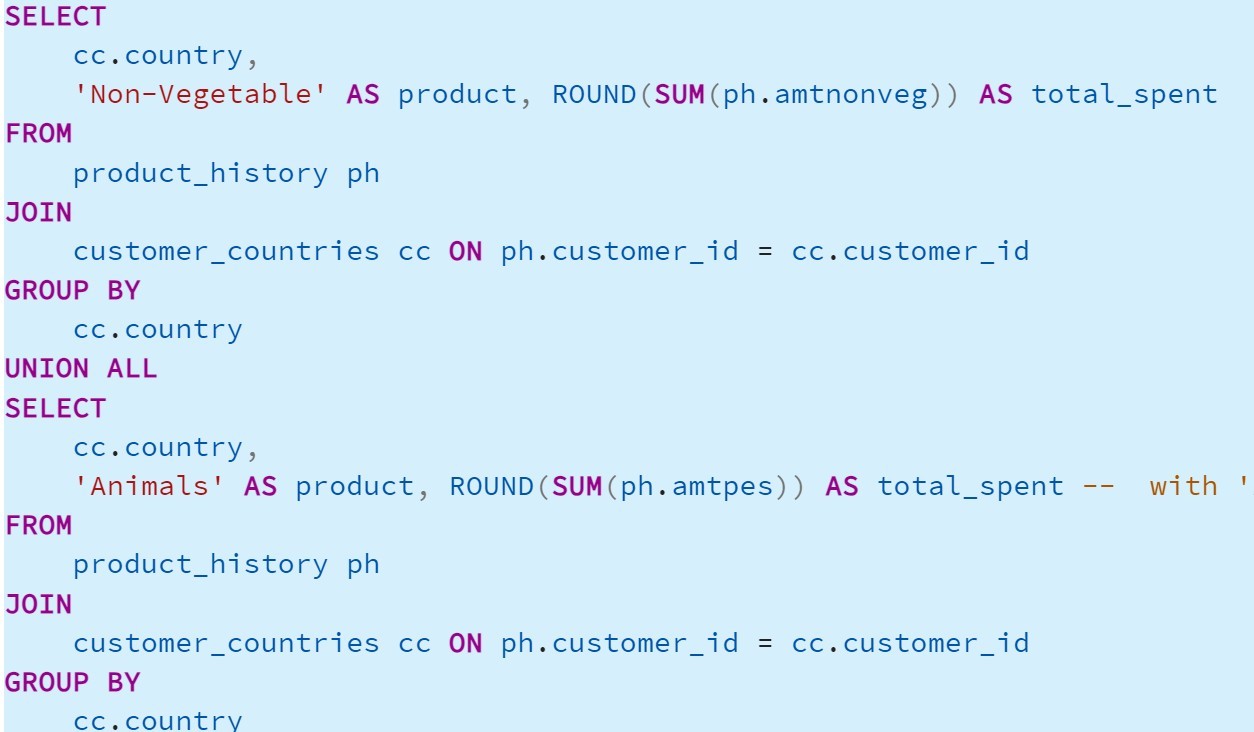 SELECT
cc.country,
'Non-Vegetable' AS product, ROUND(SUM(ph.amtnonveg)) AS total_spent
FROM
product_history ph
JOIN
customer_countries cc ON ph.customer_id = cc.customer_id
GROUP BY
cc.country
UNION ALL
SELECT
cc.country,
'Animals' AS product, ROUND(SUM(ph.amtpes)) AS total_spent --  with '
FROM
product_history ph
JOIN
customer_countries cc ON ph.customer_id = cc.customer_id
GROUP BY
cc.country